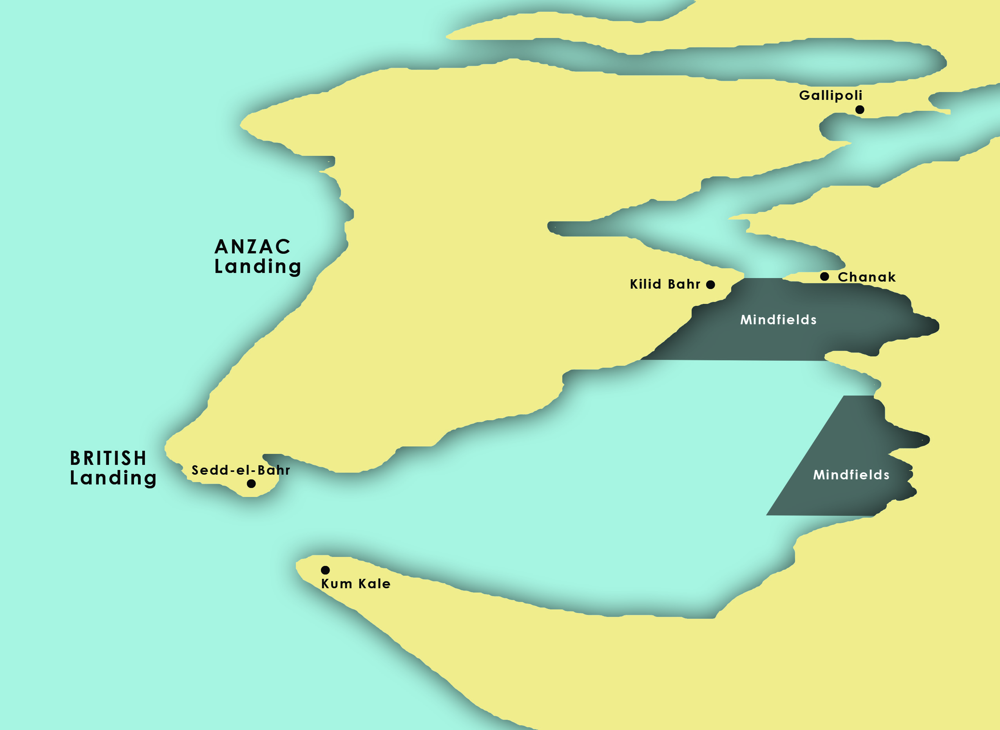 Gallipoli
ANZAC
Landing
Kilid Bahr
Chanak
Mindfields
BRITISH
Landing
Sedd-el-Bahr
Mindfields
Kum Kale